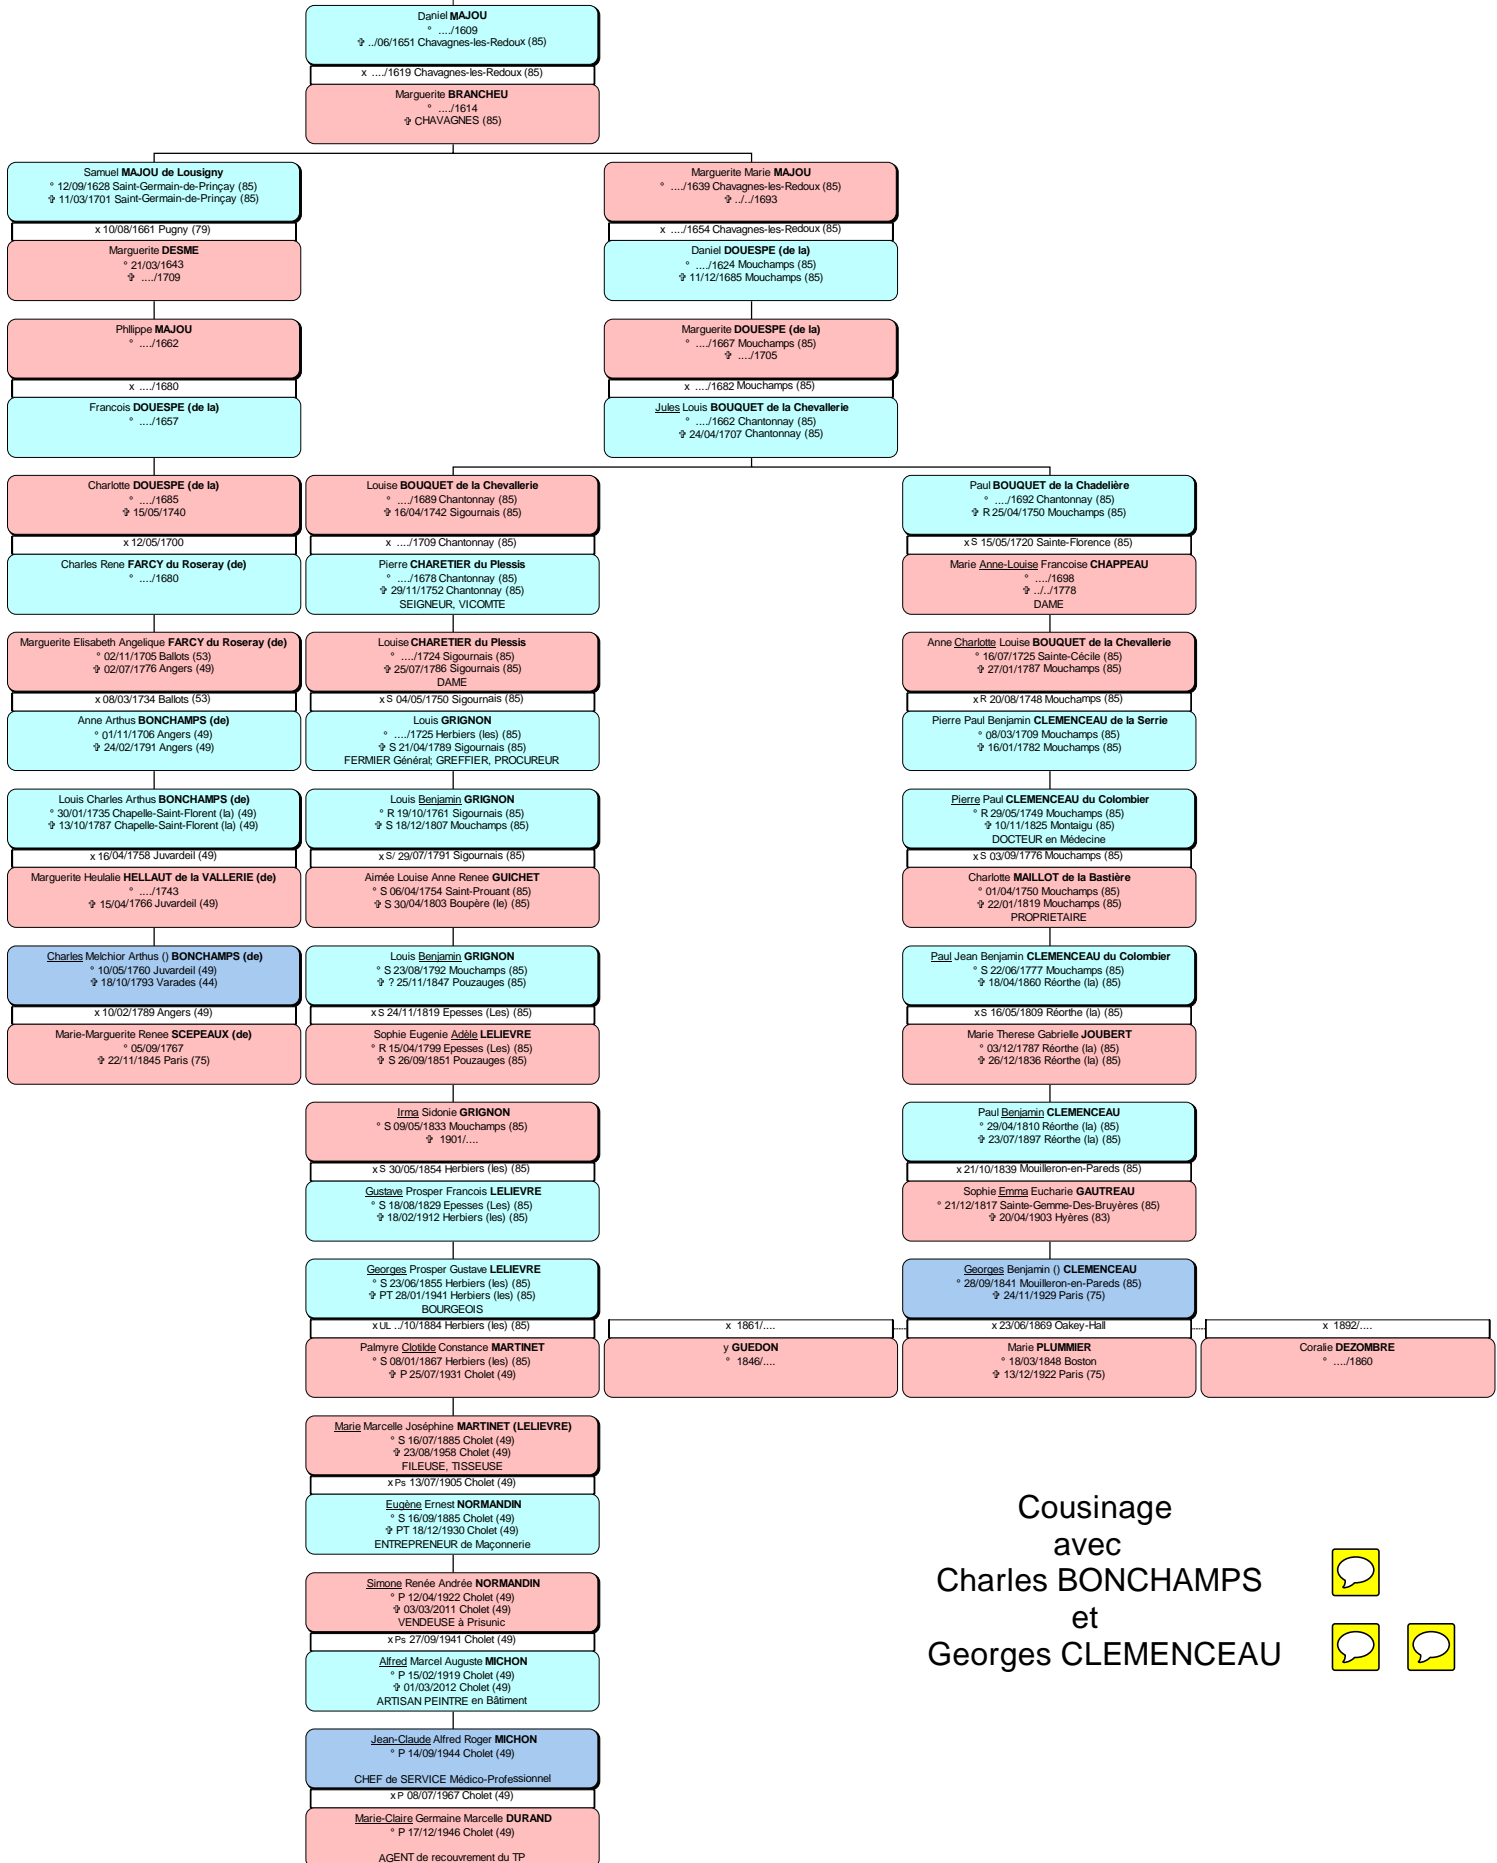 Daniel MAJOU
° ..../1609
✞ ../06/1651 Chavagnes-les-Redoux (85)
x ..../1619 Chavagnes-les-Redoux (85)
Marguerite BRANCHEU
° ..../1614
✞ CHAVAGNES (85)
Samuel MAJOU de Lousigny
° 12/09/1628 Saint-Germain-de-Prinçay (85)
✞ 11/03/1701 Saint-Germain-de-Prinçay (85)
x 10/08/1661 Pugny (79)
Marguerite DESME
° 21/03/1643
✞ ..../1709
Marguerite Marie MAJOU
° ..../1639 Chavagnes-les-Redoux (85)
✞ ../../1693
x ..../1654 Chavagnes-les-Redoux (85)
Daniel DOUESPE (de la)
° ..../1624 Mouchamps (85)
✞ 11/12/1685 Mouchamps (85)
PhIlippe MAJOU
° ..../1662
x ..../1680
Francois DOUESPE (de la)
° ..../1657
Marguerite DOUESPE (de la)
° ..../1667 Mouchamps (85)
✞ ..../1705
x ..../1682 Mouchamps (85)
Jules Louis BOUQUET de la Chevallerie
° ..../1662 Chantonnay (85)
✞ 24/04/1707 Chantonnay (85)
Charlotte DOUESPE (de la)
° ..../1685
✞ 15/05/1740
x 12/05/1700
Charles Rene FARCY du Roseray (de)
° ..../1680
Louise BOUQUET de la Chevallerie
° ..../1689 Chantonnay (85)
✞ 16/04/1742 Sigournais (85)
x ..../1709 Chantonnay (85)
Pierre CHARETIER du Plessis
° ..../1678 Chantonnay (85)
✞ 29/11/1752 Chantonnay (85)
SEIGNEUR, VICOMTE
Paul BOUQUET de la Chadelière
° ..../1692 Chantonnay (85)
✞ R 25/04/1750 Mouchamps (85)
x S 15/05/1720 Sainte-Florence (85)
Marie Anne-Louise Francoise CHAPPEAU
° ..../1698
✞ ../../1778
DAME
Marguerite Elisabeth Angelique FARCY du Roseray (de)
° 02/11/1705 Ballots (53)
✞ 02/07/1776 Angers (49)
x 08/03/1734 Ballots (53)
Anne Arthus BONCHAMPS (de)
° 01/11/1706 Angers (49)
✞ 24/02/1791 Angers (49)
Louise CHARETIER du Plessis
° ..../1724 Sigournais (85)
✞ 25/07/1786 Sigournais (85)
DAME
x S 04/05/1750 Sigournais (85)
Louis GRIGNON
° ..../1725 Herbiers (les) (85)
✞ S 21/04/1789 Sigournais (85)
FERMIER Général; GREFFIER, PROCUREUR
Anne Charlotte Louise BOUQUET de la Chevallerie
° 16/07/1725 Sainte-Cécile (85)
✞ 27/01/1787 Mouchamps (85)
x R 20/08/1748 Mouchamps (85)
Pierre Paul Benjamin CLEMENCEAU de la Serrie
° 08/03/1709 Mouchamps (85)
✞ 16/01/1782 Mouchamps (85)
Louis Charles Arthus BONCHAMPS (de)
° 30/01/1735 Chapelle-Saint-Florent (la) (49)
✞ 13/10/1787 Chapelle-Saint-Florent (la) (49)
x 16/04/1758 Juvardeil (49)
Marguerite Heulalie HELLAUT de la VALLERIE (de)
° ..../1743
✞ 15/04/1766 Juvardeil (49)
Louis Benjamin GRIGNON
° R 19/10/1761 Sigournais (85)
✞ S 18/12/1807 Mouchamps (85)
x S/ 29/07/1791 Sigournais (85)
Aimée Louise Anne Renee GUICHET
° S 06/04/1754 Saint-Prouant (85)
✞ S 30/04/1803 Boupère (le) (85)
Pierre Paul CLEMENCEAU du Colombier
° R 29/05/1749 Mouchamps (85)
✞ 10/11/1825 Montaigu (85)
DOCTEUR en Médecine
x S 03/09/1776 Mouchamps (85)
Charlotte MAILLOT de la Bastière
° 01/04/1750 Mouchamps (85)
✞ 22/01/1819 Mouchamps (85)
PROPRIETAIRE
Charles Melchior Arthus () BONCHAMPS (de)
° 10/05/1760 Juvardeil (49)
✞ 18/10/1793 Varades (44)
x 10/02/1789 Angers (49)
Marie-Marguerite Renee SCEPEAUX (de)
° 05/09/1767
✞ 22/11/1845 Paris (75)
Louis Benjamin GRIGNON
° S 23/08/1792 Mouchamps (85)
✞ ? 25/11/1847 Pouzauges (85)
x S 24/11/1819 Epesses (Les) (85)
Sophie Eugenie Adèle LELIEVRE
° R 15/04/1799 Epesses (Les) (85)
✞ S 26/09/1851 Pouzauges (85)
Paul Jean Benjamin CLEMENCEAU du Colombier
° S 22/06/1777 Mouchamps (85)
✞ 18/04/1860 Réorthe (la) (85)
x S 16/05/1809 Réorthe (la) (85)
Marie Therese Gabrielle JOUBERT
° 03/12/1787 Réorthe (la) (85)
✞ 26/12/1836 Réorthe (la) (85)
Irma Sidonie GRIGNON
° S 09/05/1833 Mouchamps (85)
✞ 1901/....
x S 30/05/1854 Herbiers (les) (85)
Gustave Prosper Francois LELIEVRE
° S 18/08/1829 Epesses (Les) (85)
✞ 18/02/1912 Herbiers (les) (85)
Paul Benjamin CLEMENCEAU
° 29/04/1810 Réorthe (la) (85)
✞ 23/07/1897 Réorthe (la) (85)
x 21/10/1839 Mouilleron-en-Pareds (85)
Sophie Emma Eucharie GAUTREAU
° 21/12/1817 Sainte-Gemme-Des-Bruyères (85)
✞ 20/04/1903 Hyères (83)
Georges Prosper Gustave LELIEVRE
° S 23/06/1855 Herbiers (les) (85)
✞ PT 28/01/1941 Herbiers (les) (85)
BOURGEOIS
x UL ../10/1884 Herbiers (les) (85)
Palmyre Clotilde Constance MARTINET
° S 08/01/1867 Herbiers (les) (85)
✞ P 25/07/1931 Cholet (49)
x 1861/....
y GUEDON
° 1846/....
Georges Benjamin () CLEMENCEAU
° 28/09/1841 Mouilleron-en-Pareds (85)
✞ 24/11/1929 Paris (75)
x 23/06/1869 Oakey-Hall
Marie PLUMMIER
° 18/03/1848 Boston
✞ 13/12/1922 Paris (75)
x 1892/....
Coralie DEZOMBRE
° ..../1860
Marie Marcelle Joséphine MARTINET (LELIEVRE)
° S 16/07/1885 Cholet (49)
✞ 23/08/1958 Cholet (49)
FILEUSE, TISSEUSE
x Ps 13/07/1905 Cholet (49)
Eugène Ernest NORMANDIN
° S 16/09/1885 Cholet (49)
✞ PT 18/12/1930 Cholet (49)
ENTREPRENEUR de Maçonnerie
Simone Renée Andrée NORMANDIN
° P 12/04/1922 Cholet (49)
✞ 03/03/2011 Cholet (49)
VENDEUSE à Prisunic
x Ps 27/09/1941 Cholet (49)
Alfred Marcel Auguste MICHON
° P 15/02/1919 Cholet (49)
✞ 01/03/2012 Cholet (49)
ARTISAN PEINTRE en Bâtiment
Jean-Claude Alfred Roger MICHON
° P 14/09/1944 Cholet (49)
CHEF de SERVICE Médico-Professionnel
x P 08/07/1967 Cholet (49)
Marie-Claire Germaine Marcelle DURAND
° P 17/12/1946 Cholet (49)
AGENT de recouvrement du TP
Cousinage
avec
Charles BONCHAMPS
et
Georges CLEMENCEAU